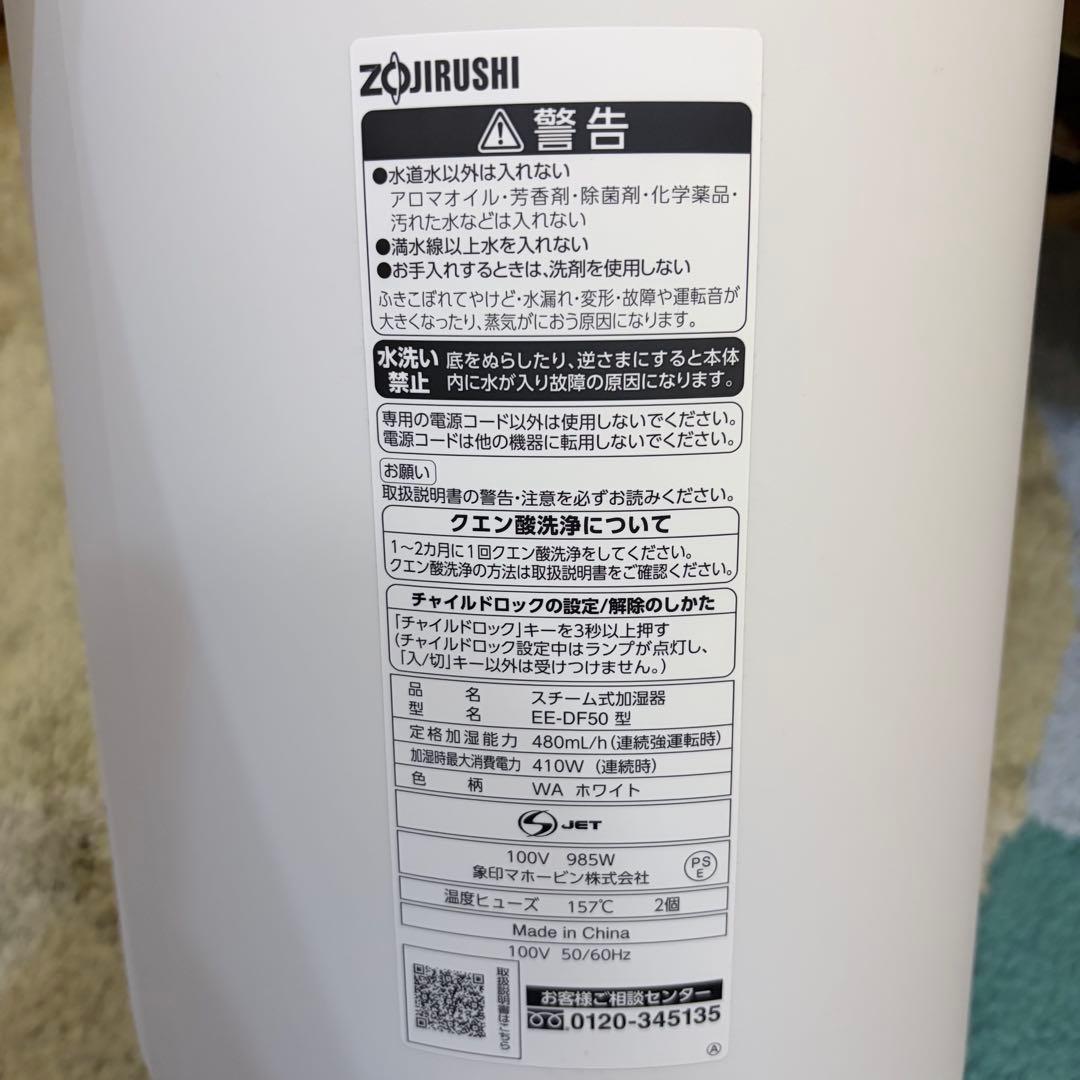 ZOJIRUSHI
警告
●水道水以外は入れない
アロマオイル・芳香剤・除菌剤・化学薬品・
汚れた水などは入れない
●満水線以上水を入れない
●お手入れするときは、洗剤を使用しない
ふきこぼれてやけど・水漏れ・変形・故障や運転音が
大きくなったり、蒸気がにおう原因になります。
水洗い禁止
底をぬらしたり、逆さまにすると本体
内に水が入り故障の原因になります。
専用の電源コード以外は使用しないでください。
電源コードは他の機器に転用しないでください。
お願い
取扱説明書の警告・注意を必ずお読みください。
クエン酸洗浄について
1〜2カ月に1回クエン酸洗浄をしてください。
クエン酸洗浄の方法は取扱説明書をご確認ください。
チャイルドロックの設定/解除のしかた
「チャイルドロック」キーを3秒以上押す
(チャイルドロック設定中はランプが点灯し、
「入/切」キー以外は受けつけません。)
品名 スチーム式加湿器
型名 EE-DF50 型
定格加湿能力 480mL/h(連続強運転時)
加湿時最大消費電力 410W (連続時)
色柄 WA ホワイト
S JET
100V 985W
象印マホービン株式会社
PS
E
温度ヒューズ 157℃ 2個
Made in China
100V 50/60Hz
取扱説明書はこちら
お客様ご相談センター
0120-345135
A